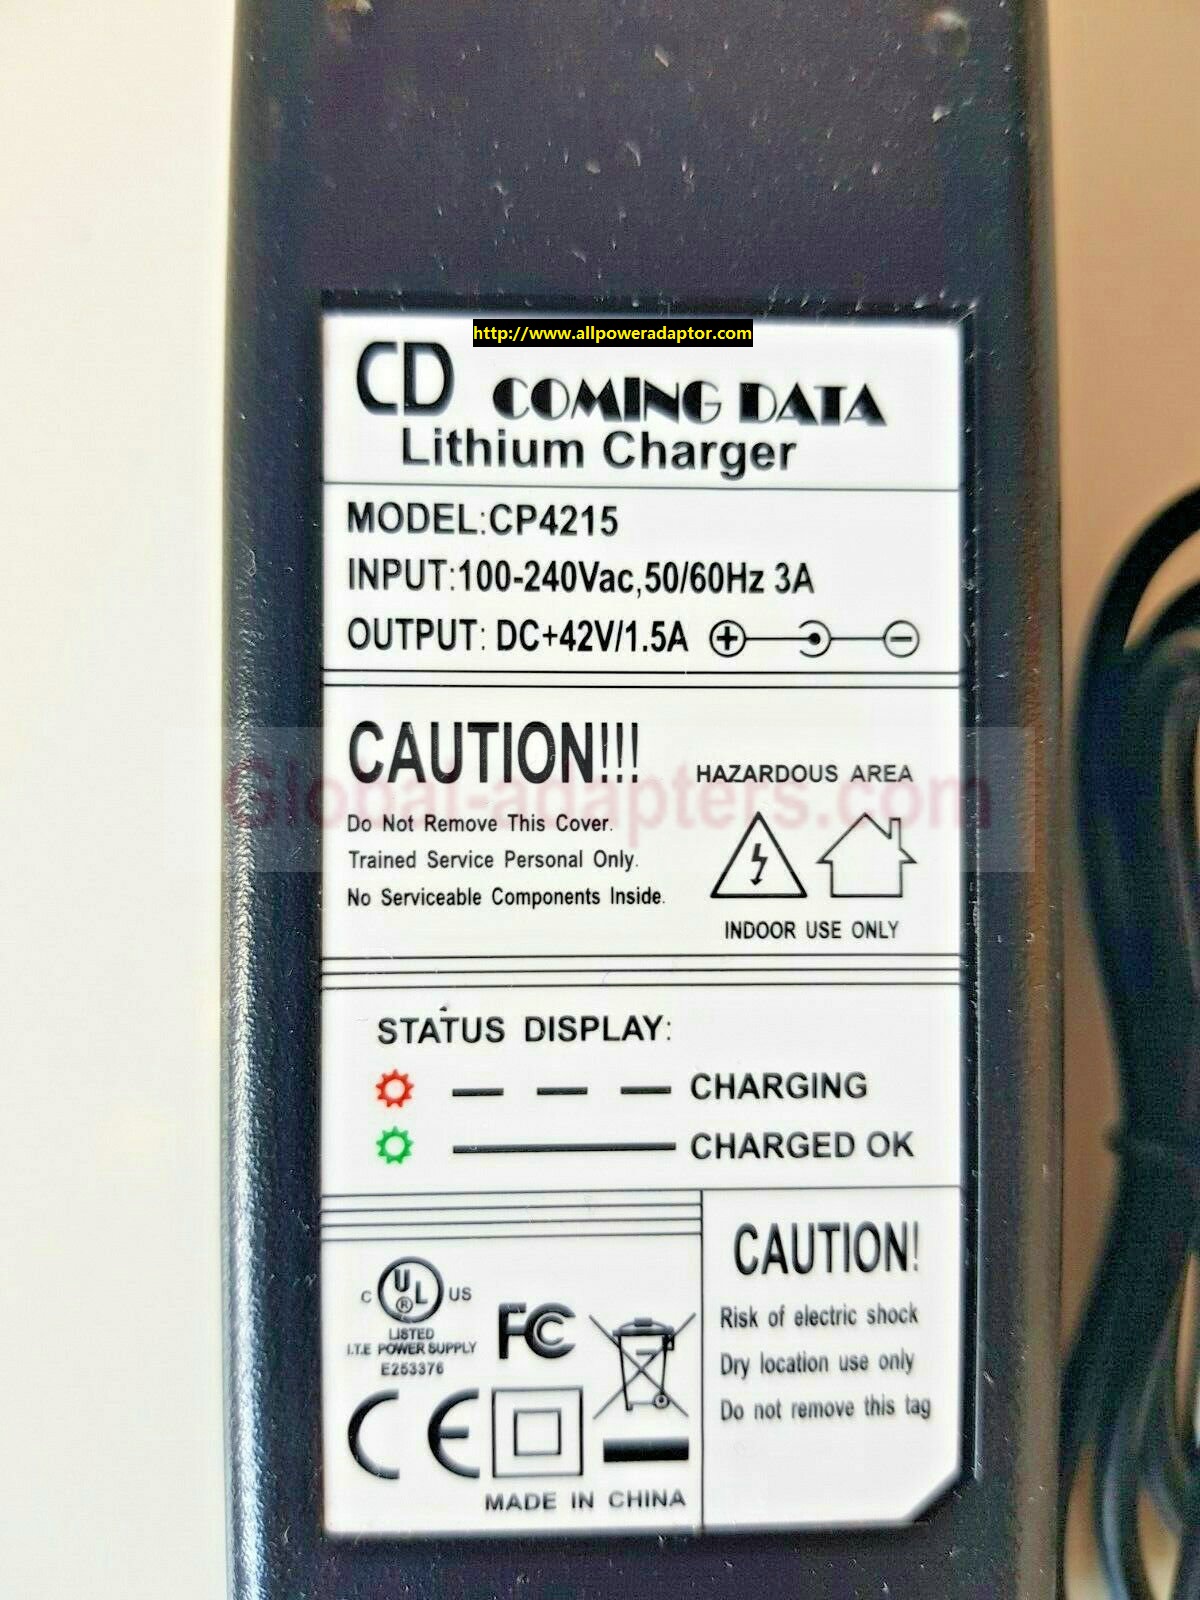 http://www.allpoweradaptor.com
CD COMING DATA
Lithium Charger
MODEL:CP4215
INPUT:100-240Vac,50/60Hz 3A
OUTPUT: DC+42V/1.5A
CAUTION!!!
HAZARDOUS AREA
Global-adapters.com
Do Not Remove This Cover.
Trained Service Personal Only.
No Serviceable Components Inside.
INDOOR USE ONLY
STATUS DISPLAY:
CHARGING
CHARGED OK
C UL ® US
LISTED
I.T.E POWER SUPPLY
E253376
FC
CE
MADE IN CHINA
CAUTION!
Risk of electric shock
Dry location use only
Do not remove this tag